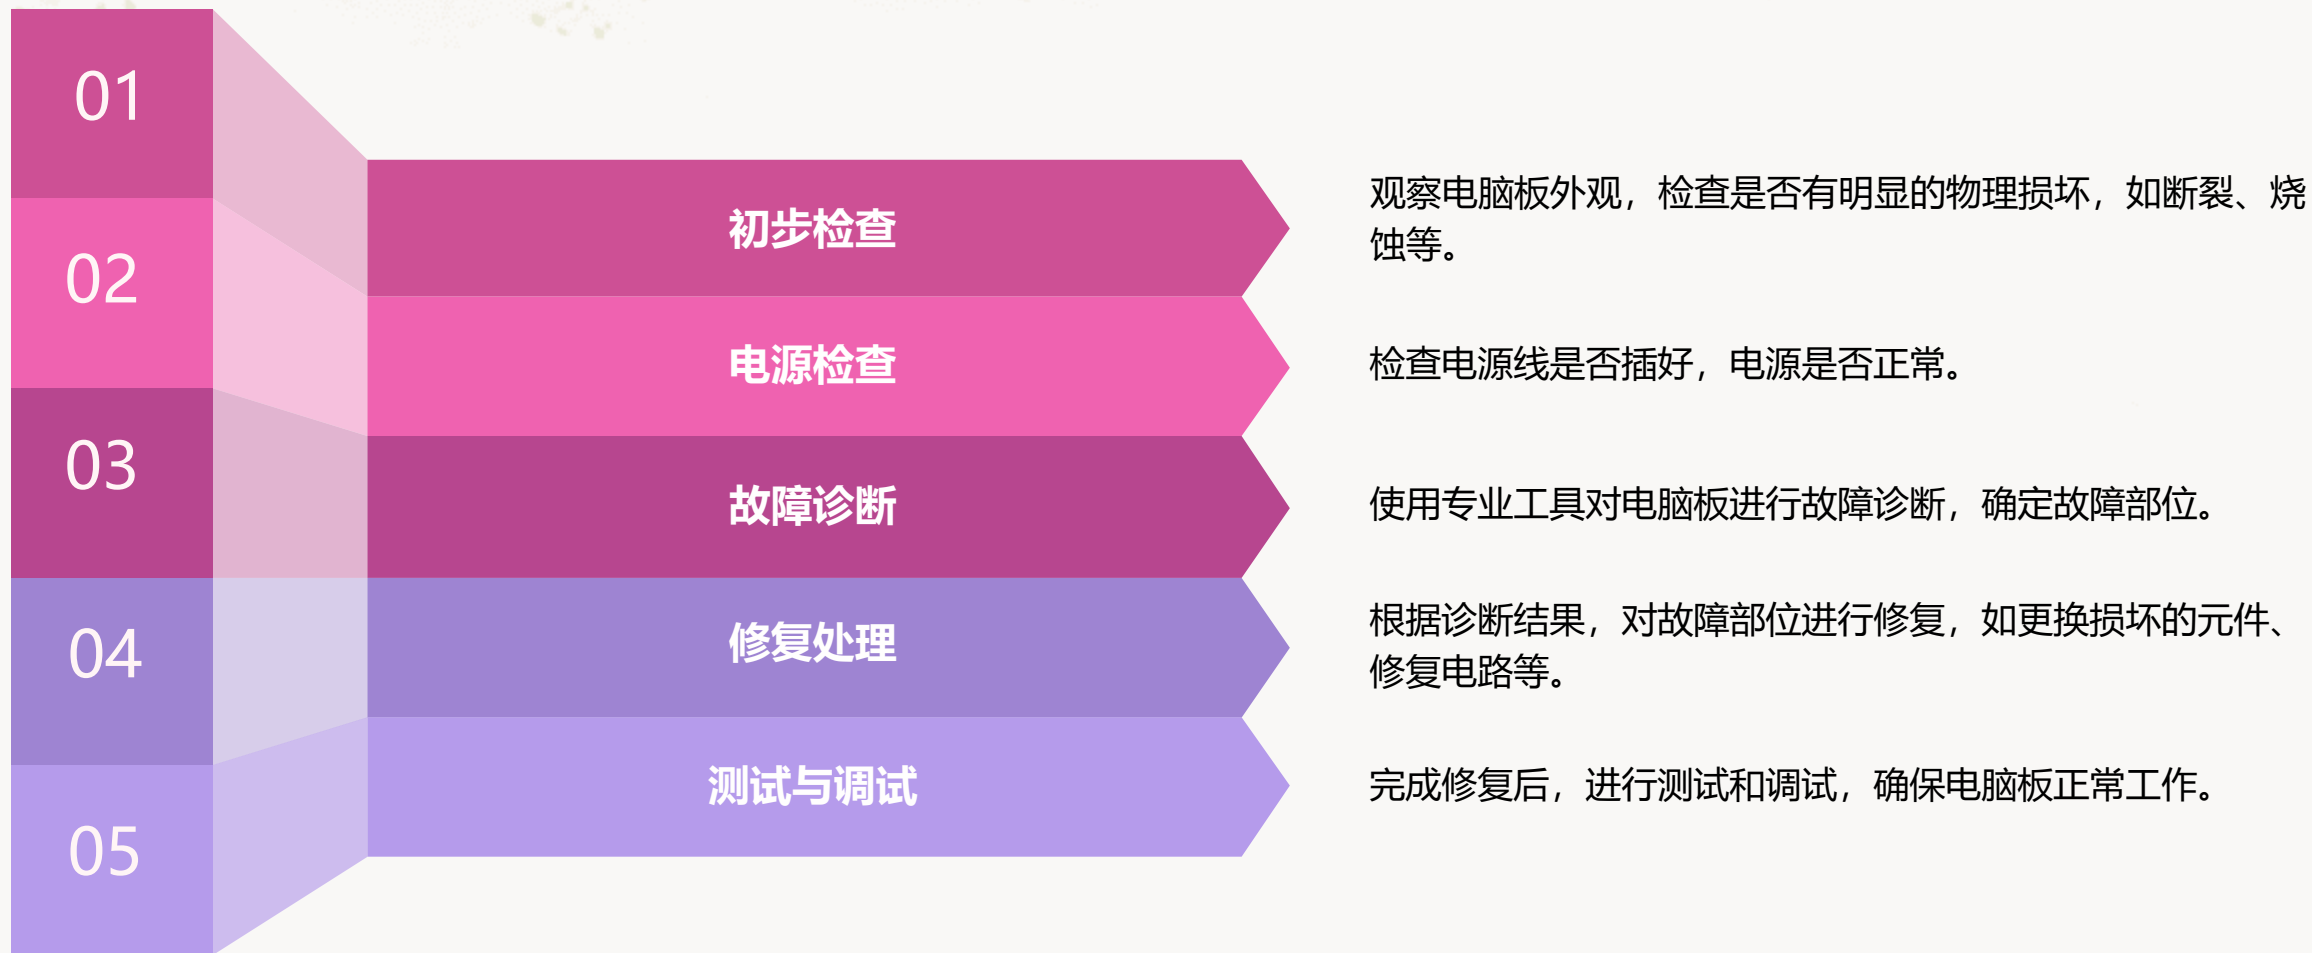 01
初步检查
观察电脑板外观，检查是否有明显的物理损坏，如断裂、烧
蚀等。
02
电源检查
检查电源线是否插好，电源是否正常。
03
故障诊断
使用专业工具对电脑板进行故障诊断，确定故障部位。
04
修复处理
根据诊断结果，对故障部位进行修复，如更换损坏的元件、
修复电路等。
05
测试与调试
完成修复后，进行测试和调试，确保电脑板正常工作。